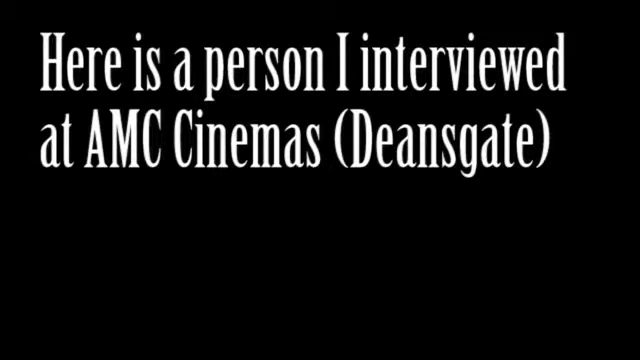 Here is a person I interviewed
at AMC Cinemas (Deansgate)